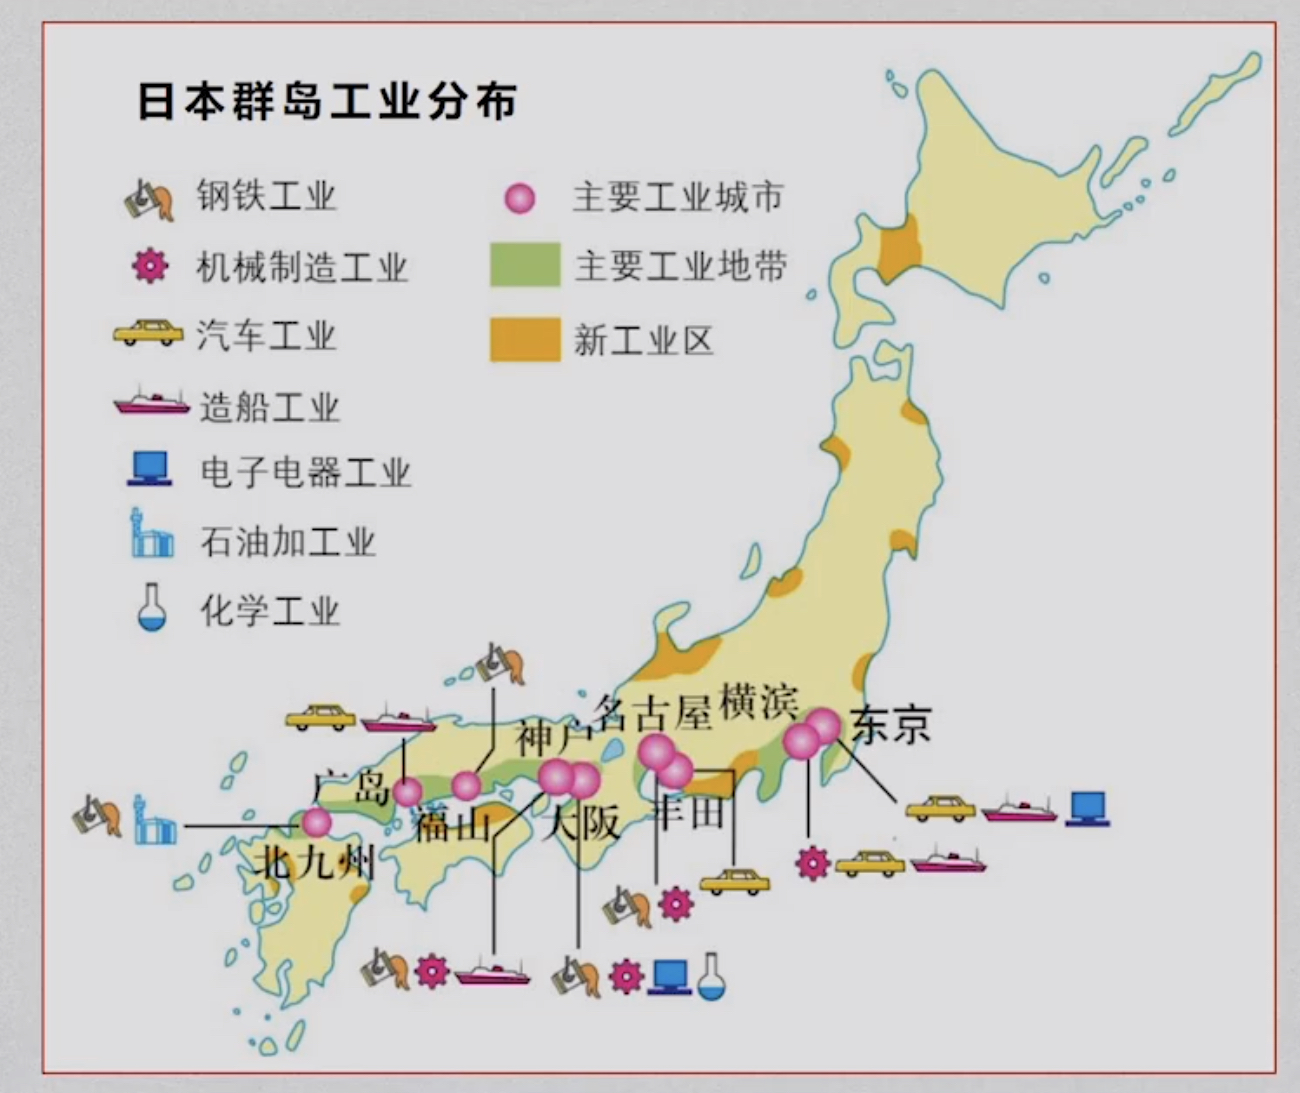 日本群岛工业分布
钢铁工业
机械制造工业
汽车工业
造船工业
电子电器工业
石油加工业
化学工业
主要工业城市
主要工业地带
新工业区
名古屋
横滨
东京
神户
广岛
福山
大阪
丰田
北九州